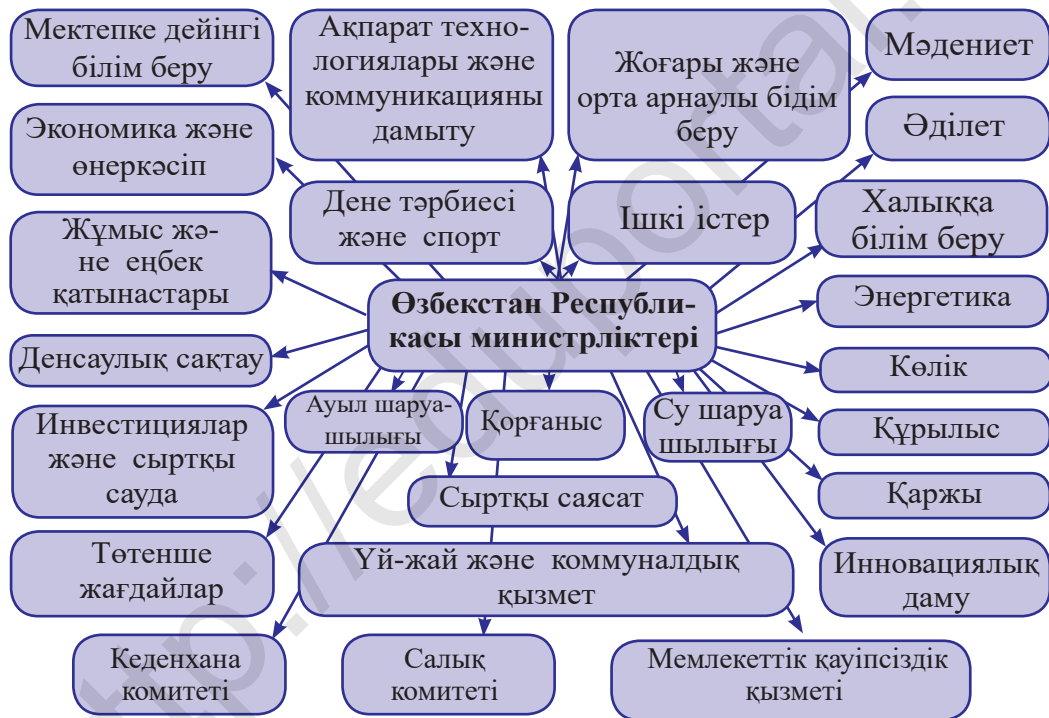 Мектепке дейінгі
білім беру
Ақпарат техно-
логиялары және
коммуникацияны
дамыту
Жоғары және
орта арнаулы бідім
беру
Мәдениет
Экономика және
өнеркәсіп
Әділет
Дене тәрбиесі
және спорт
Ішкі істер
Халыққа
білім беру
Жұмыс жә-
не еңбек
қатынастары
Өзбекстан Республи-
касы министрліктері
Энергетика
Денсаулық сақтау
Көлік
Ауыл шаруа-
шылығы
Қорғаныс
Су шаруа
шылығы
Инвестициялар
және сыртқы
сауда
Құрылыс
Сыртқы саясат
Қаржы
Төтенше
жағдайлар
Үй-жай және коммуналдық
қызмет
Инновациялық
даму
Кеденхана
комитеті
Салық
комитеті
Мемлекеттік қауіпсіздік
қызметі
http://eduportal.